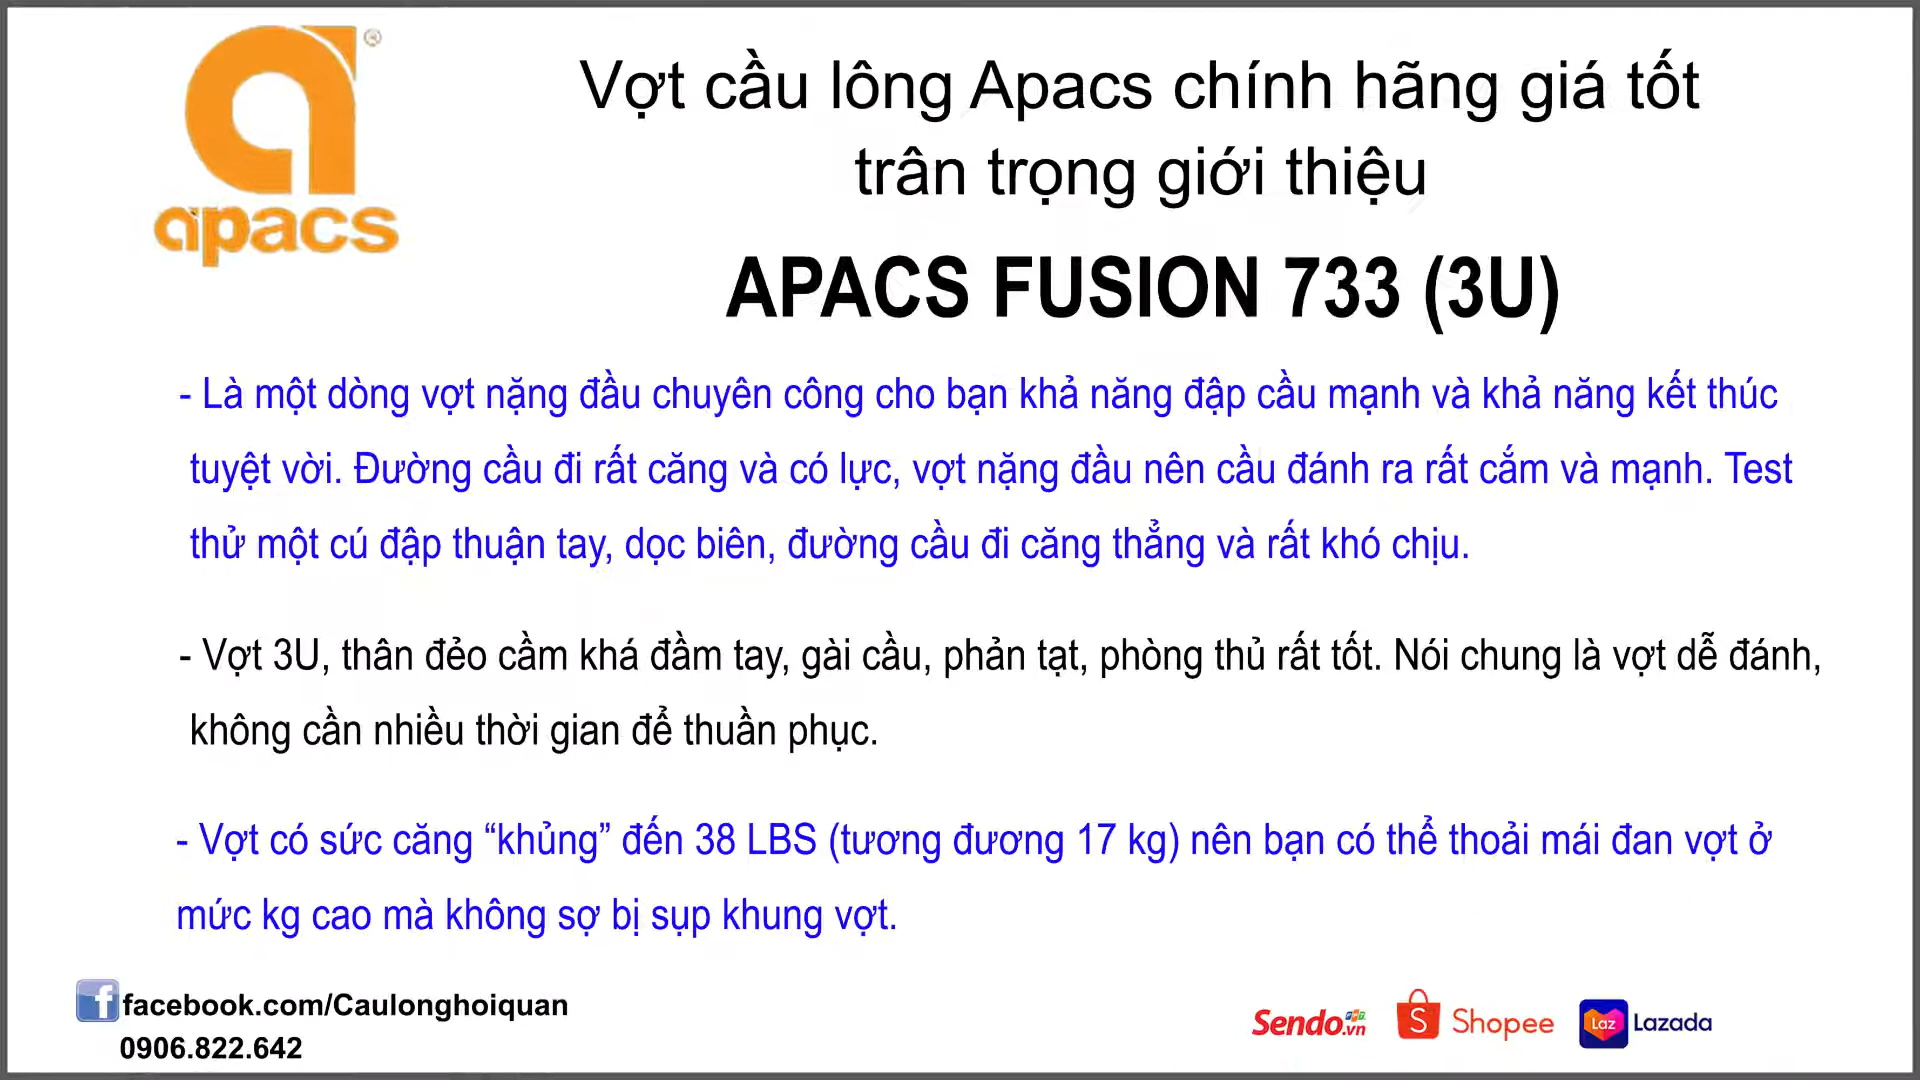 apacs
Vợt cầu lông Apacs chính hãng giá tốt
trân trọng giới thiệu
APACS FUSION 733 (3U)
- Là một dòng vợt nặng đầu chuyên công cho bạn khả năng đập cầu mạnh và khả năng kết thúc
tuyệt vời. Đường cầu đi rất căng và có lực, vợt nặng đầu nên cầu đánh ra rất cắm và mạnh. Test
thử một cú đập thuận tay, dọc biên, đường cầu đi căng thẳng và rất khó chịu.
- Vợt 3U, thân đẻo cầm khá đầm tay, gài cầu, phản tạt, phòng thủ rất tốt. Nói chung là vợt dễ đánh,
không cần nhiều thời gian để thuần phục.
- Vợt có sức căng “khủng” đến 38 LBS (tương đương 17 kg) nên bạn có thể thoải mái đan vợt ở
mức kg cao mà không sợ bị sụp khung vợt.
facebook.com/Caulonghoiquan
0906.822.642
Sendo.vn
Shopee
Laz Lazada